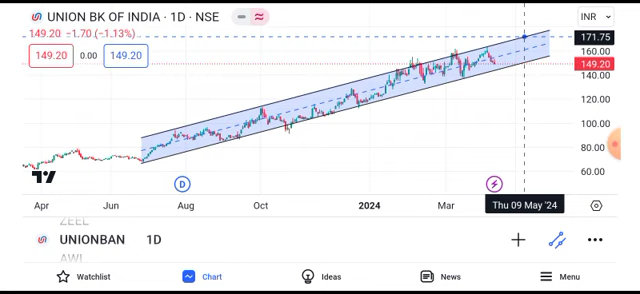 UNION BK OF INDIA · 1D · NSE
INR
149.20 −1.70 (−1.13%)
149.20 0.00 149.20
171.75
160.00
149.20
140.00
120.00
100.00
80.00
60.00
D
Apr Jun Aug Oct 2024 Mar Thu 09 May '24
ZEEL
UNIONBAN 1D
AWL
Watchlist Chart Ideas News Menu